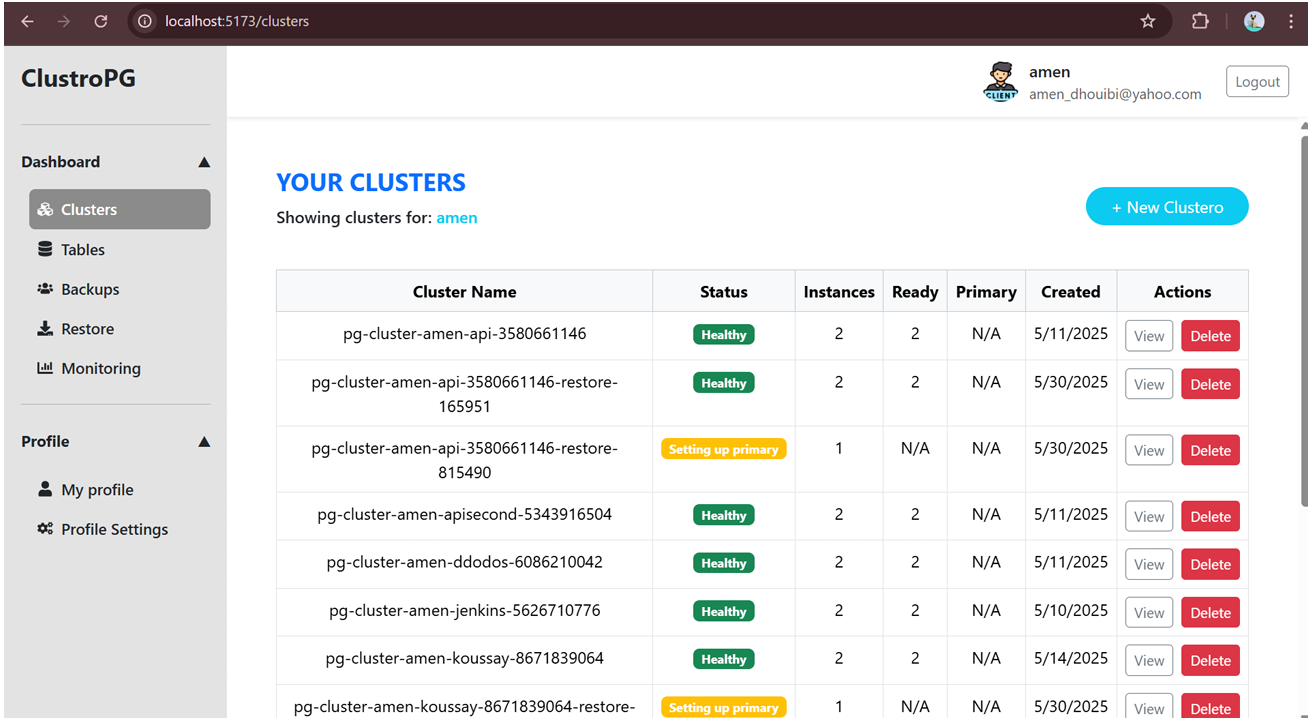 localhost:5173/clusters
ClustroPG
CLIENT
amen
amen_dhouibi@yahoo.com
Logout
Dashboard
Clusters
Tables
Backups
Restore
Monitoring
Profile
My profile
Profile Settings
YOUR CLUSTERS
Showing clusters for: amen
+ New Clustero
Cluster Name Status Instances Ready Primary Created Actions
pg-cluster-amen-api-3580661146 Healthy 2 2 N/A 5/11/2025 View Delete
pg-cluster-amen-api-3580661146-restore-
165951 Healthy 2 2 N/A 5/30/2025 View Delete
pg-cluster-amen-api-3580661146-restore-
815490 Setting up primary 1 N/A N/A 5/30/2025 View Delete
pg-cluster-amen-apisecond-5343916504 Healthy 2 2 N/A 5/11/2025 View Delete
pg-cluster-amen-ddodos-6086210042 Healthy 2 2 N/A 5/11/2025 View Delete
pg-cluster-amen-jenkins-5626710776 Healthy 2 2 N/A 5/10/2025 View Delete
pg-cluster-amen-koussay-8671839064 Healthy 2 2 N/A 5/14/2025 View Delete
pg-cluster-amen-koussay-8671839064-restore- Setting up primary 1 N/A N/A 5/30/2025 View Delete